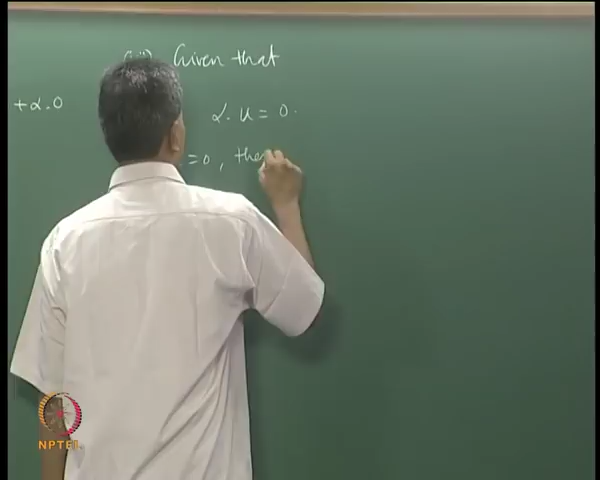 (iii) Given that
+α.0
α.u = 0.
=0, the
NPTEL